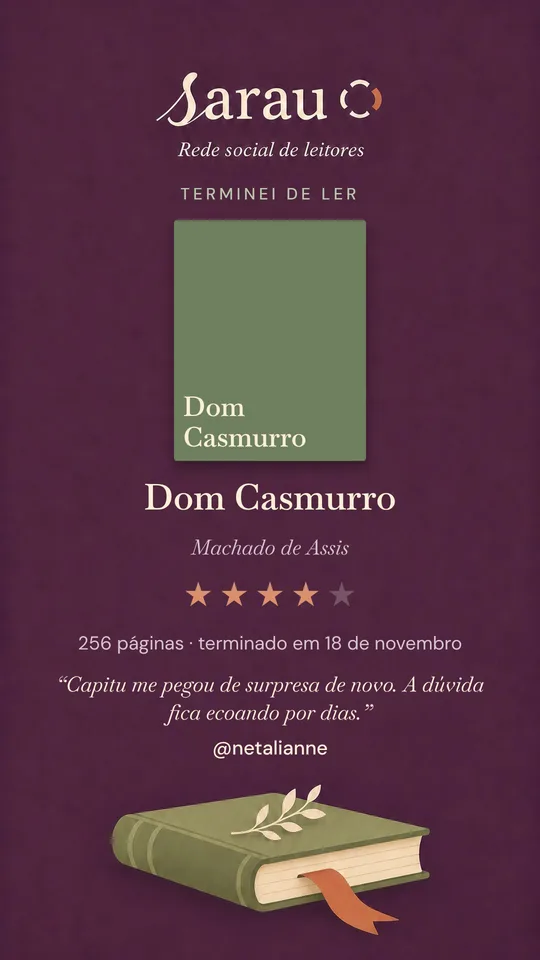 Sarau
Rede social de leitores
TERMINEI DE LER
Dom
Casmurro
Dom Casmurro
Machado de Assis
256 páginas · terminado em 18 de novembro
“Capitu me pegou de surpresa de novo. A dúvida
fica ecoando por dias.”
@netalianne